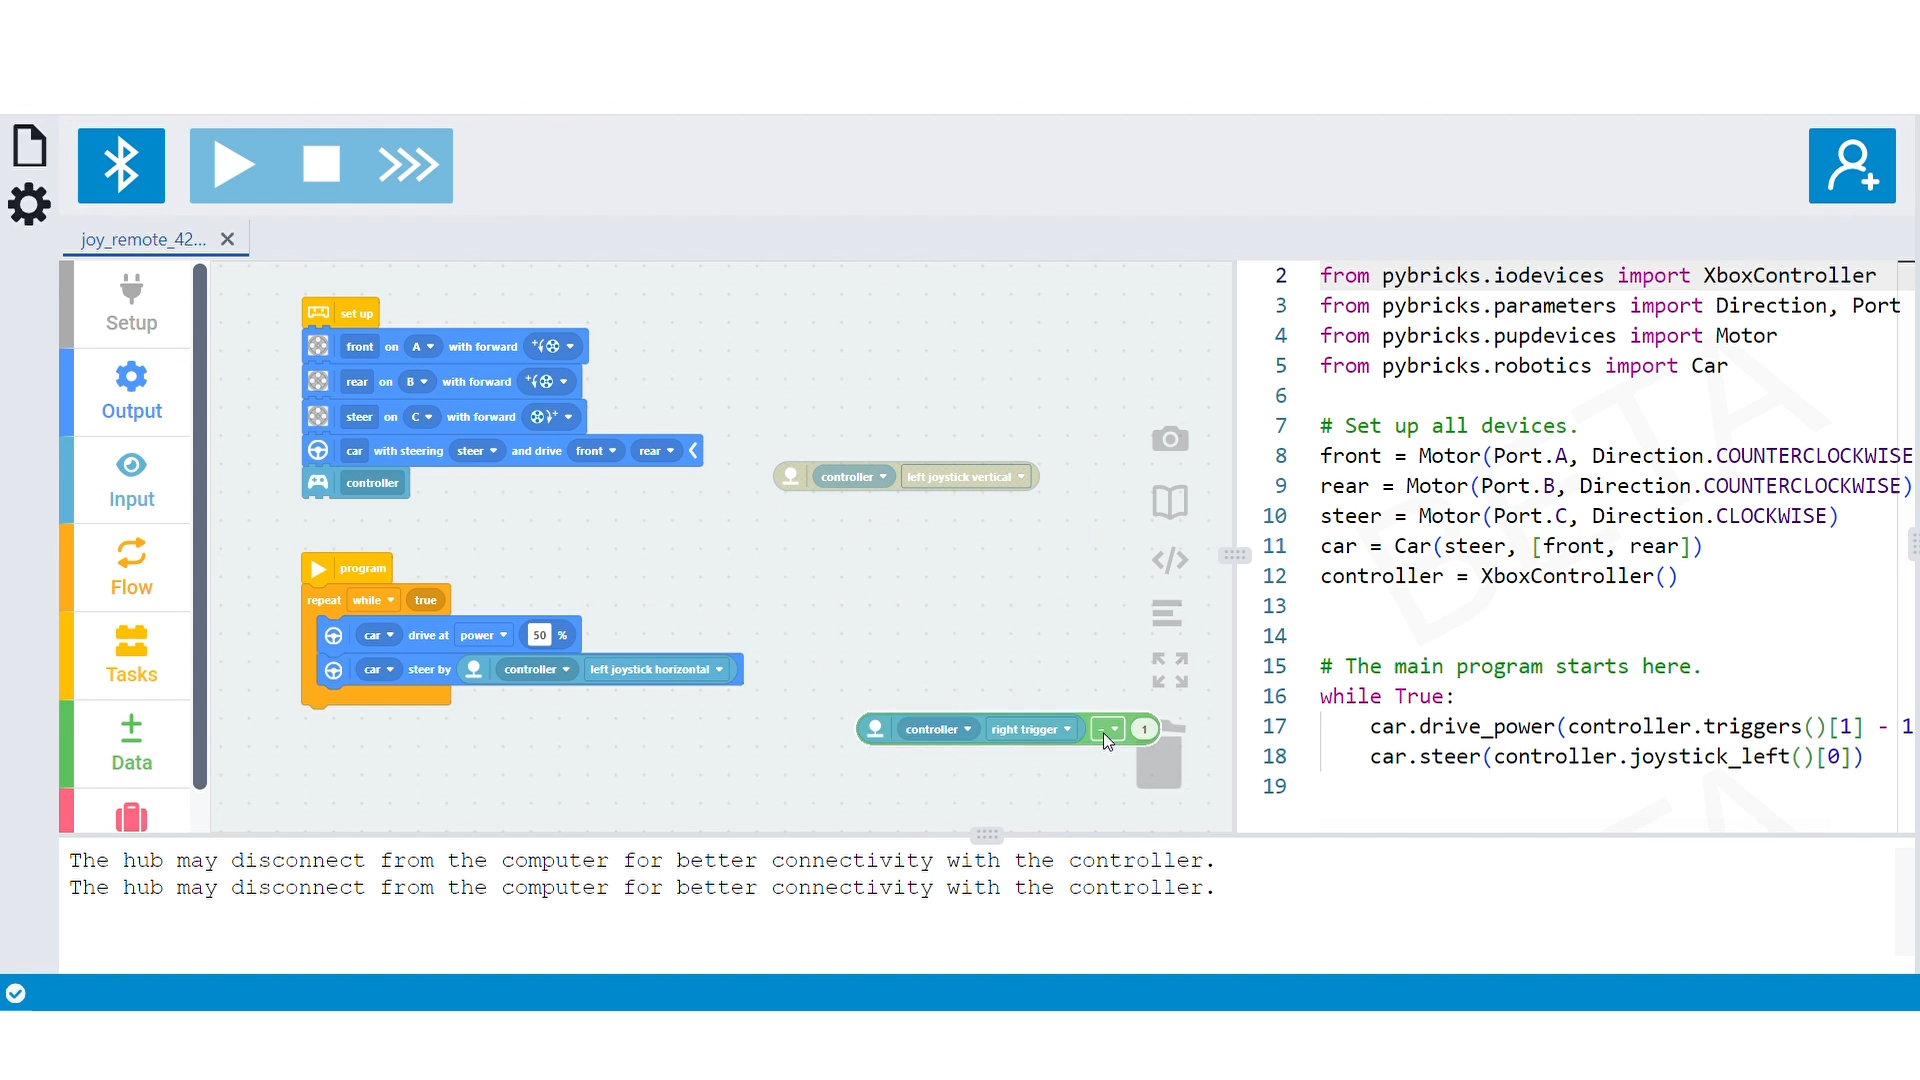 joy_remote_42...
Setup
Output
Input
Flow
Tasks
Data
set up
front on A with forward
rear on B with forward
steer on C with forward
car with steering steer and drive front rear
controller
controller left joystick vertical
program
repeat while true
car drive at power 50 %
car steer by controller left joystick horizontal
controller right trigger - 1
2 from pybricks.iodevices import XboxController
3 from pybricks.parameters import Direction, Port
4 from pybricks.pupdevices import Motor
5 from pybricks.robotics import Car
6
7 # Set up all devices.
8 front = Motor(Port.A, Direction.COUNTERCLOCKWISE
9 rear = Motor(Port.B, Direction.COUNTERCLOCKWISE)
10 steer = Motor(Port.C, Direction.CLOCKWISE)
11 car = Car(steer, [front, rear])
12 controller = XboxController()
13
14
15 # The main program starts here.
16 while True:
17 car.drive_power(controller.triggers()[1] - 1
18 car.steer(controller.joystick_left()[0])
19
BETA
The hub may disconnect from the computer for better connectivity with the controller.
The hub may disconnect from the computer for better connectivity with the controller.